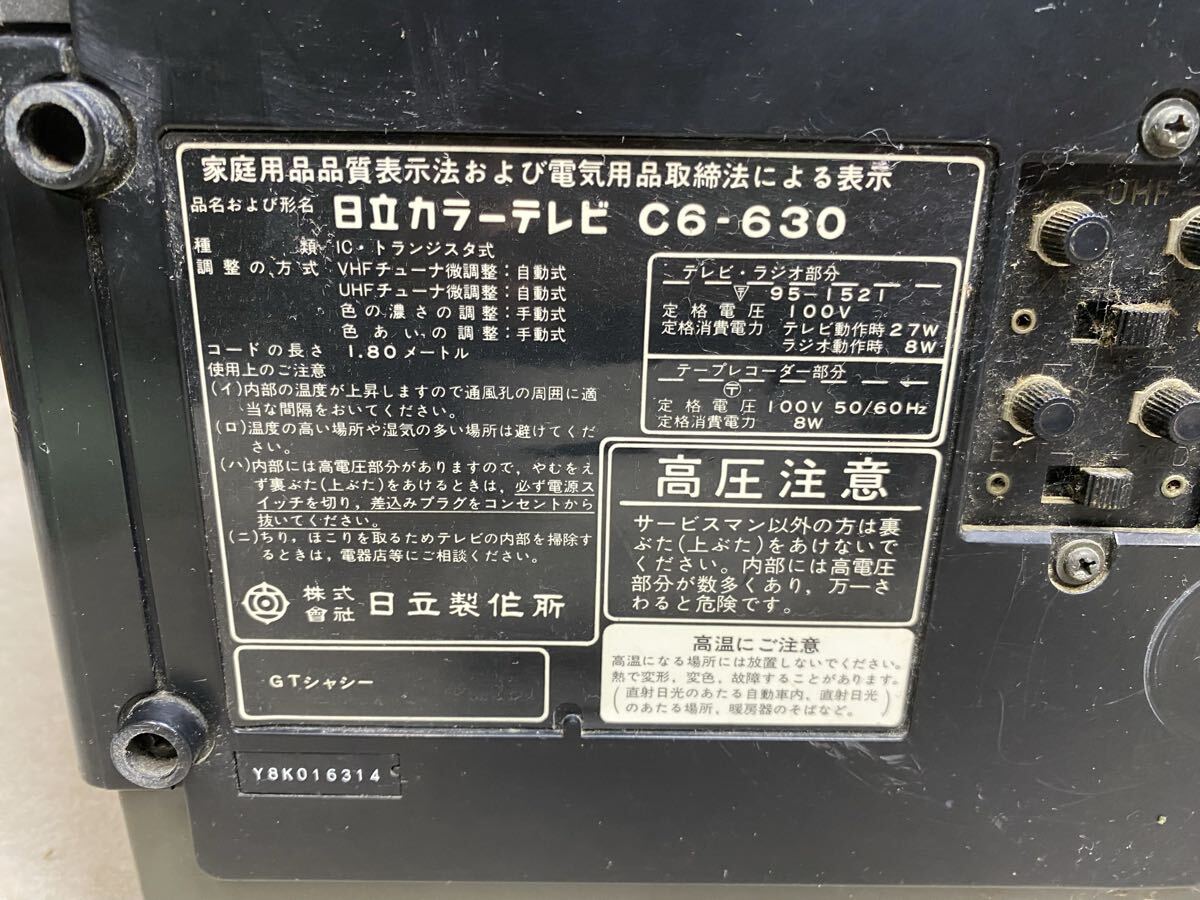 家庭用品品質表示法および電気用品取締法による表示
品名および形名 日立カラーテレビ C6-630
種類 IC・トランジスタ式
調整の方式 VHFチューナ微調整：自動式
UHFチューナ微調整：自動式
色の濃さの調整：手動式
色あいの調整：手動式
コードの長さ 1.80メートル
使用上のご注意
(イ)内部の温度が上昇しますので通風孔の周囲に適
当な間隔をおいてください。
(ロ)温度の高い場所や湿気の多い場所は避けてくだ
さい。
(ハ)内部には高電圧部分がありますので、やむをえ
ず裏ぶた(上ぶた)をあけるときは、必ず電源ス
イッチを切り、差込みプラグをコンセントから
抜いてください。
(ニ)ちり、ほこりを取るためテレビの内部を掃除す
るときは、電器店等にご相談ください。
株式會社 日立製作所
テレビ・ラジオ部分
95-1521
定格電圧 100V
定格消費電力 テレビ動作時27W
ラジオ動作時 8W
テープレコーダー部分
〒
定格電圧 100V 50/60Hz
定格消費電力 8W
高圧注意
サービスマン以外の方は裏
ぶた(上ぶた)をあけないで
ください。内部には高電圧
部分が数多くあり、万一さ
わると危険です。
高温にご注意
高温になる場所には放置しないでください。
熱で変形、変色、故障することがあります。
(直射日光のあたる自動車内、直射日光
のあたる場所、暖房器のそばなど。)
GTシャシー
Y8K016314
UHF